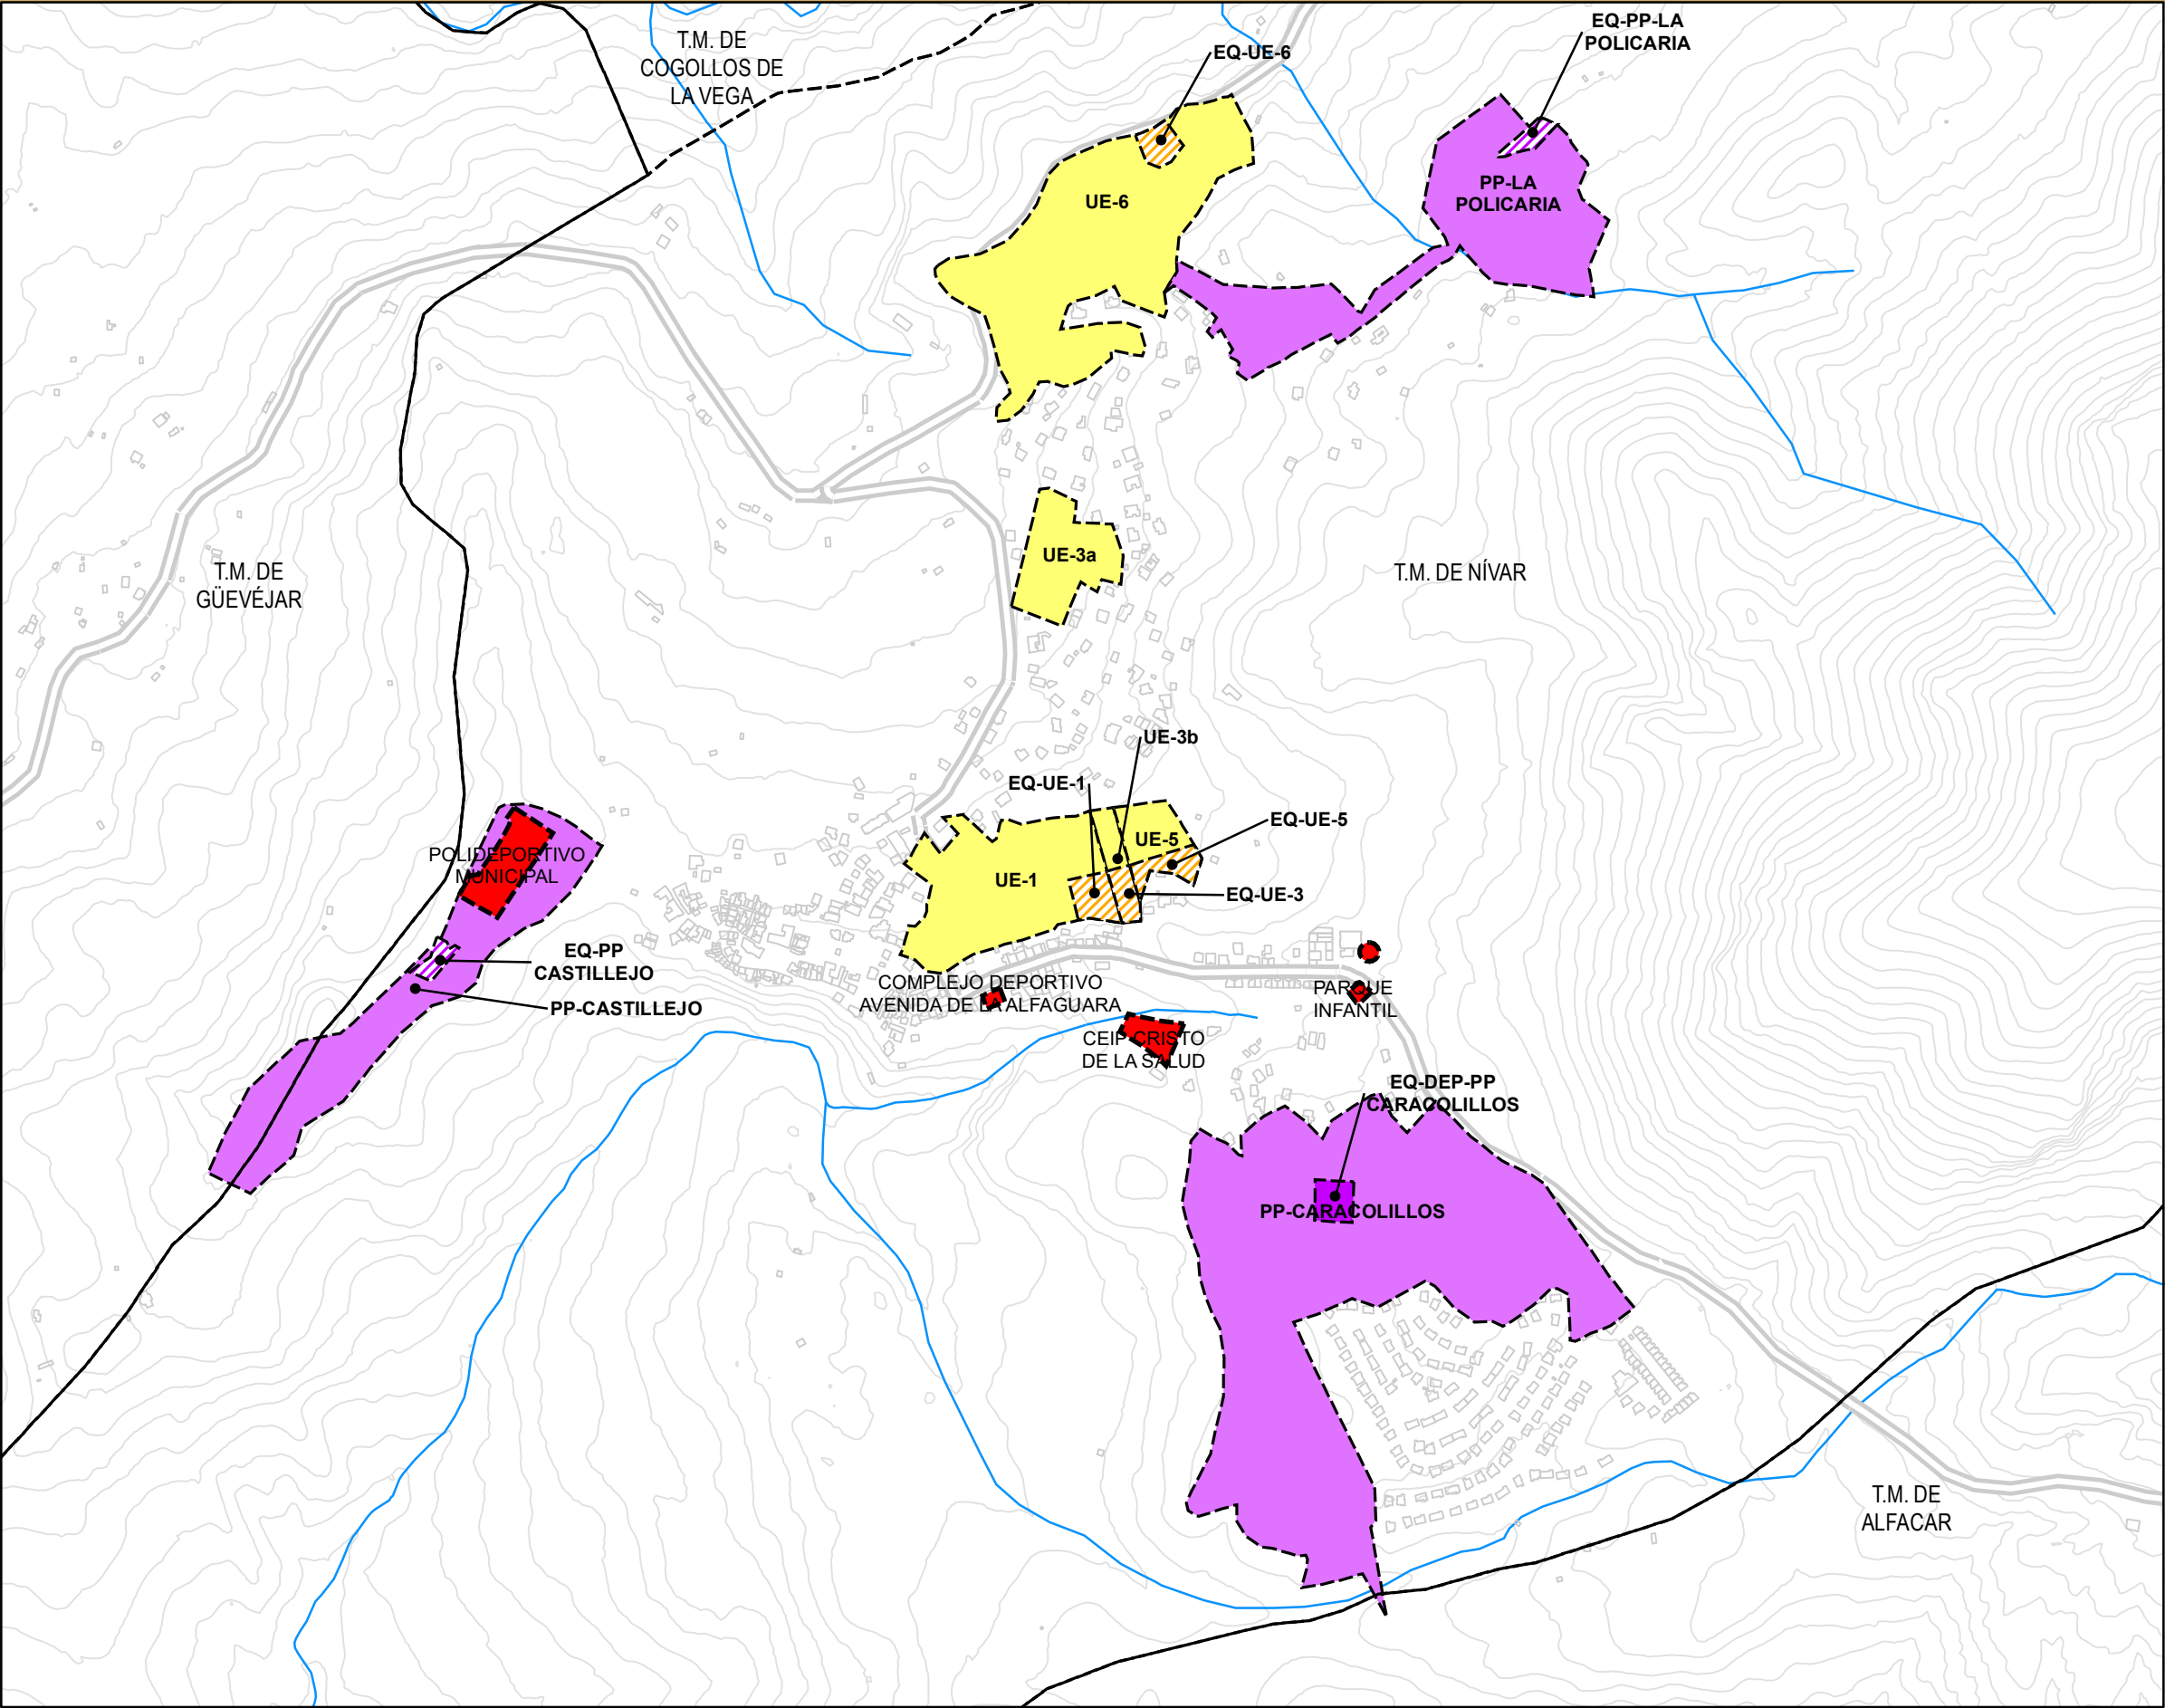 EQ-PP-LA
POLICARIA
T.M. DE
COGOLLOS DE
LA VEGA
EQ-UE-6
PP-LA
POLICARIA
UE-6
UE-3a
T.M. DE
GÜEVÉJAR
T.M. DE NÍVAR
UE-3b
EQ-UE-1
EQ-UE-5
UE-5
POLIDEPORTIVO
MUNICIPAL
UE-1
EQ-UE-3
EQ-PP
CASTILLEJO
PP-CASTILLEJO
COMPLEJO DEPORTIVO
AVENIDA DE LA ALFAGUARA
PARQUE
INFANTIL
CEIP CRISTO
DE LA SALUD
EQ-DEP-PP
CARACOLILLOS
PP-CARACOLILLOS
T.M. DE
ALFACAR